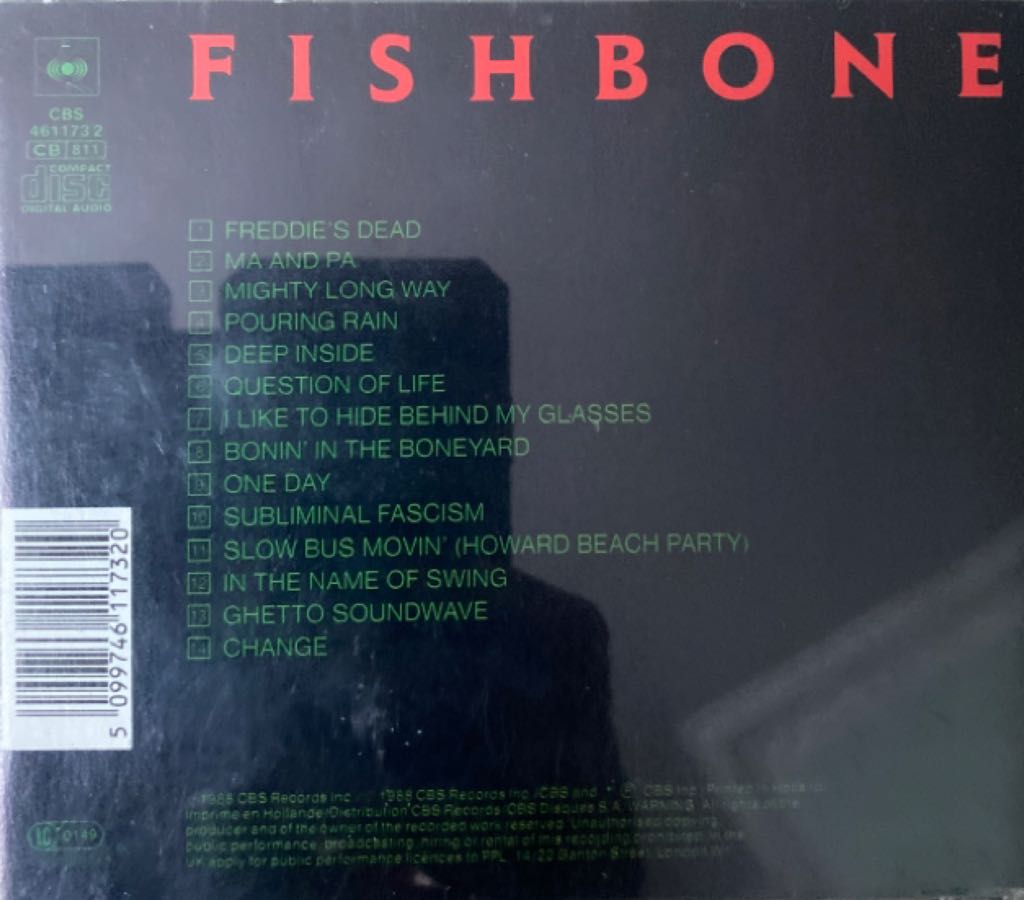 FISHBONE
CBS
461173 2
CB 811
COMPACT
disc
DIGITAL AUDIO
1 FREDDIE'S DEAD
2 MA AND PA
3 MIGHTY LONG WAY
4 POURING RAIN
5 DEEP INSIDE
6 QUESTION OF LIFE
7 I LIKE TO HIDE BEHIND MY GLASSES
8 BONIN' IN THE BONEYARD
9 ONE DAY
10 SUBLIMINAL FASCISM
11 SLOW BUS MOVIN' (HOWARD BEACH PARTY)
12 IN THE NAME OF SWING
13 GHETTO SOUNDWAVE
14 CHANGE
5 099746 117320
1988 CBS Records Inc. 1988 CBS Records Inc./CBS and ℗ CBS Inc./Printed in
Imprimé en Hollande/Distribution CBS Records/CBS Disques S.A. WARNING: All rights of the
producer and of the owner of the recorded work reserved. Unauthorised copying,
public performance, broadcasting, hiring or rental of this recording prohibited. In the
UK apply for public performance licences to PPL, 14/22 Ganton Street, London
LC 0149